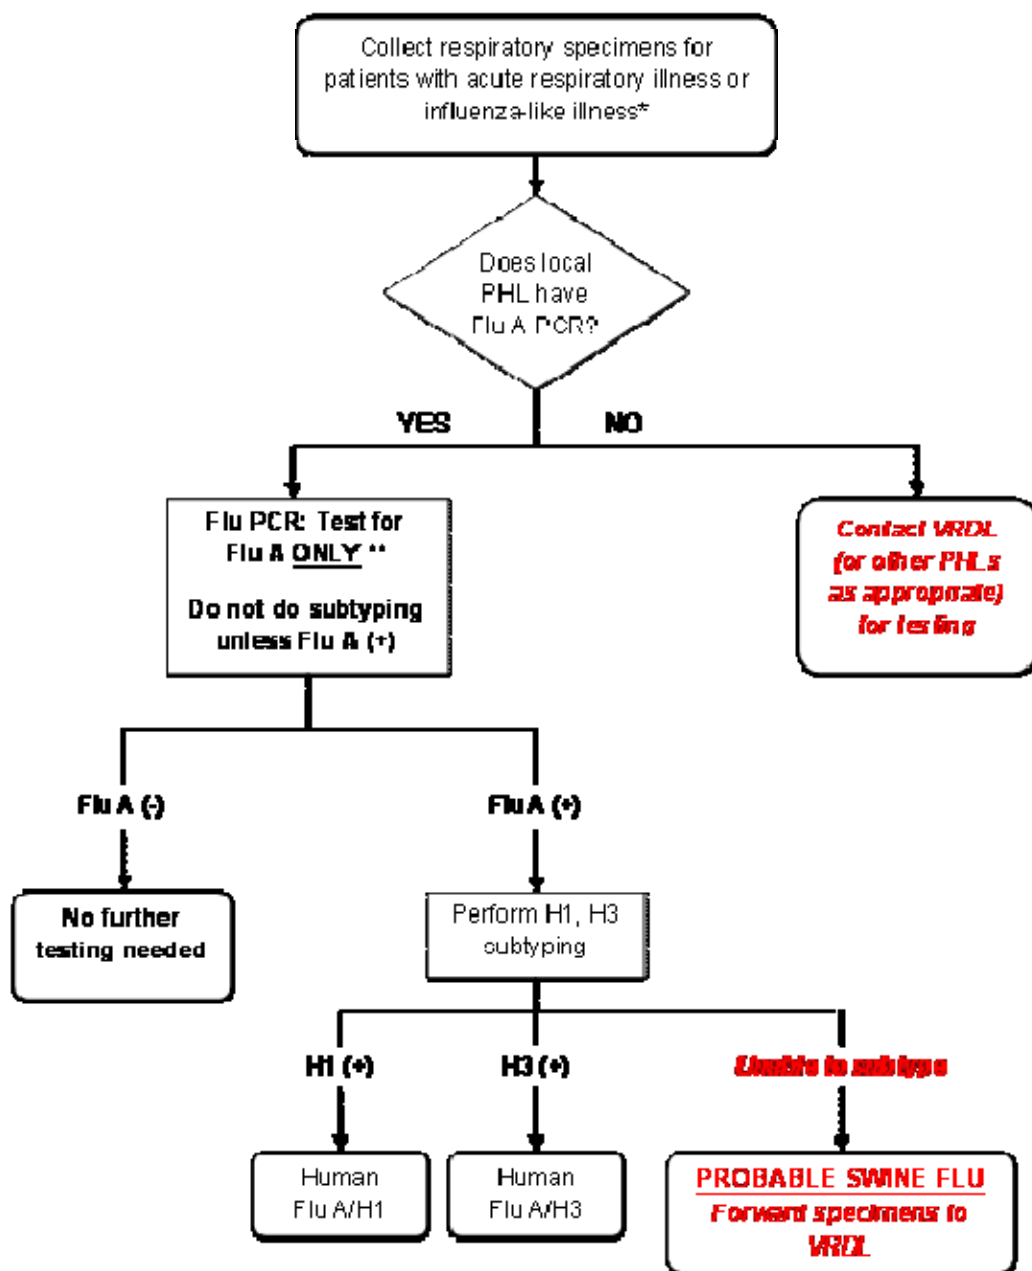 Collect respiratory specimens for
patients with acute respiratory illness or
influenza-like illness*
Does local
PHL have
Flu A PCR?
YES
NO
Flu PCR: Test for
Flu A ONLY **
Do not do subtyping
unless Flu A (+)
Contact VRDL
(or other PHLs
as appropriate)
for testing
Flu A (-)
Flu A (+)
No further
testing needed
Perform H1, H3
subtyping
H1 (+)
H3 (+)
Unable to subtype
Human
Flu A/H1
Human
Flu A/H3
PROBABLE SWINE FLU
Forward specimens to
VRDL